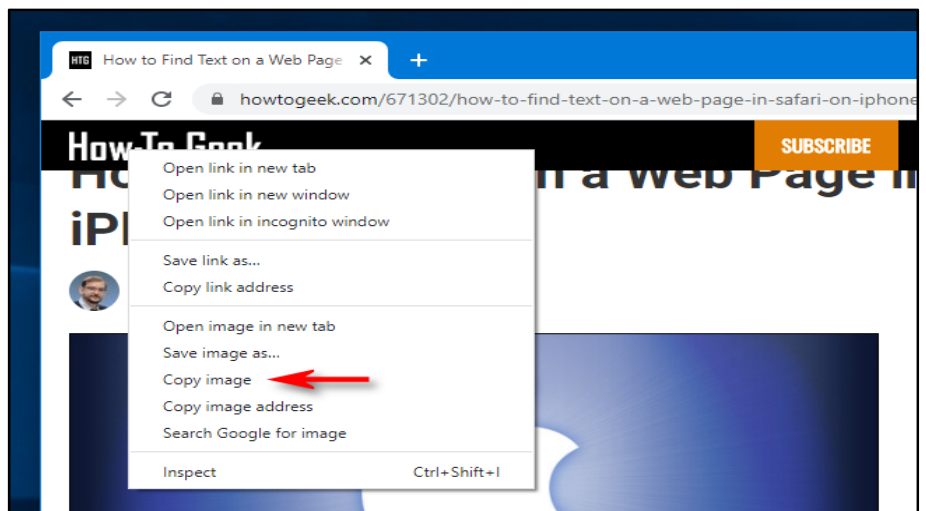 HTG How to Find Text on a Web Page
howtogeek.com/671302/how-to-find-text-on-a-web-page-in-safari-on-iphone
How-To Geek
SUBSCRIBE
a Web Page
iP
Open link in new tab
Open link in new window
Open link in incognito window
Save link as...
Copy link address
Open image in new tab
Save image as...
Copy image
Copy image address
Search Google for image
Inspect Ctrl+Shift+I